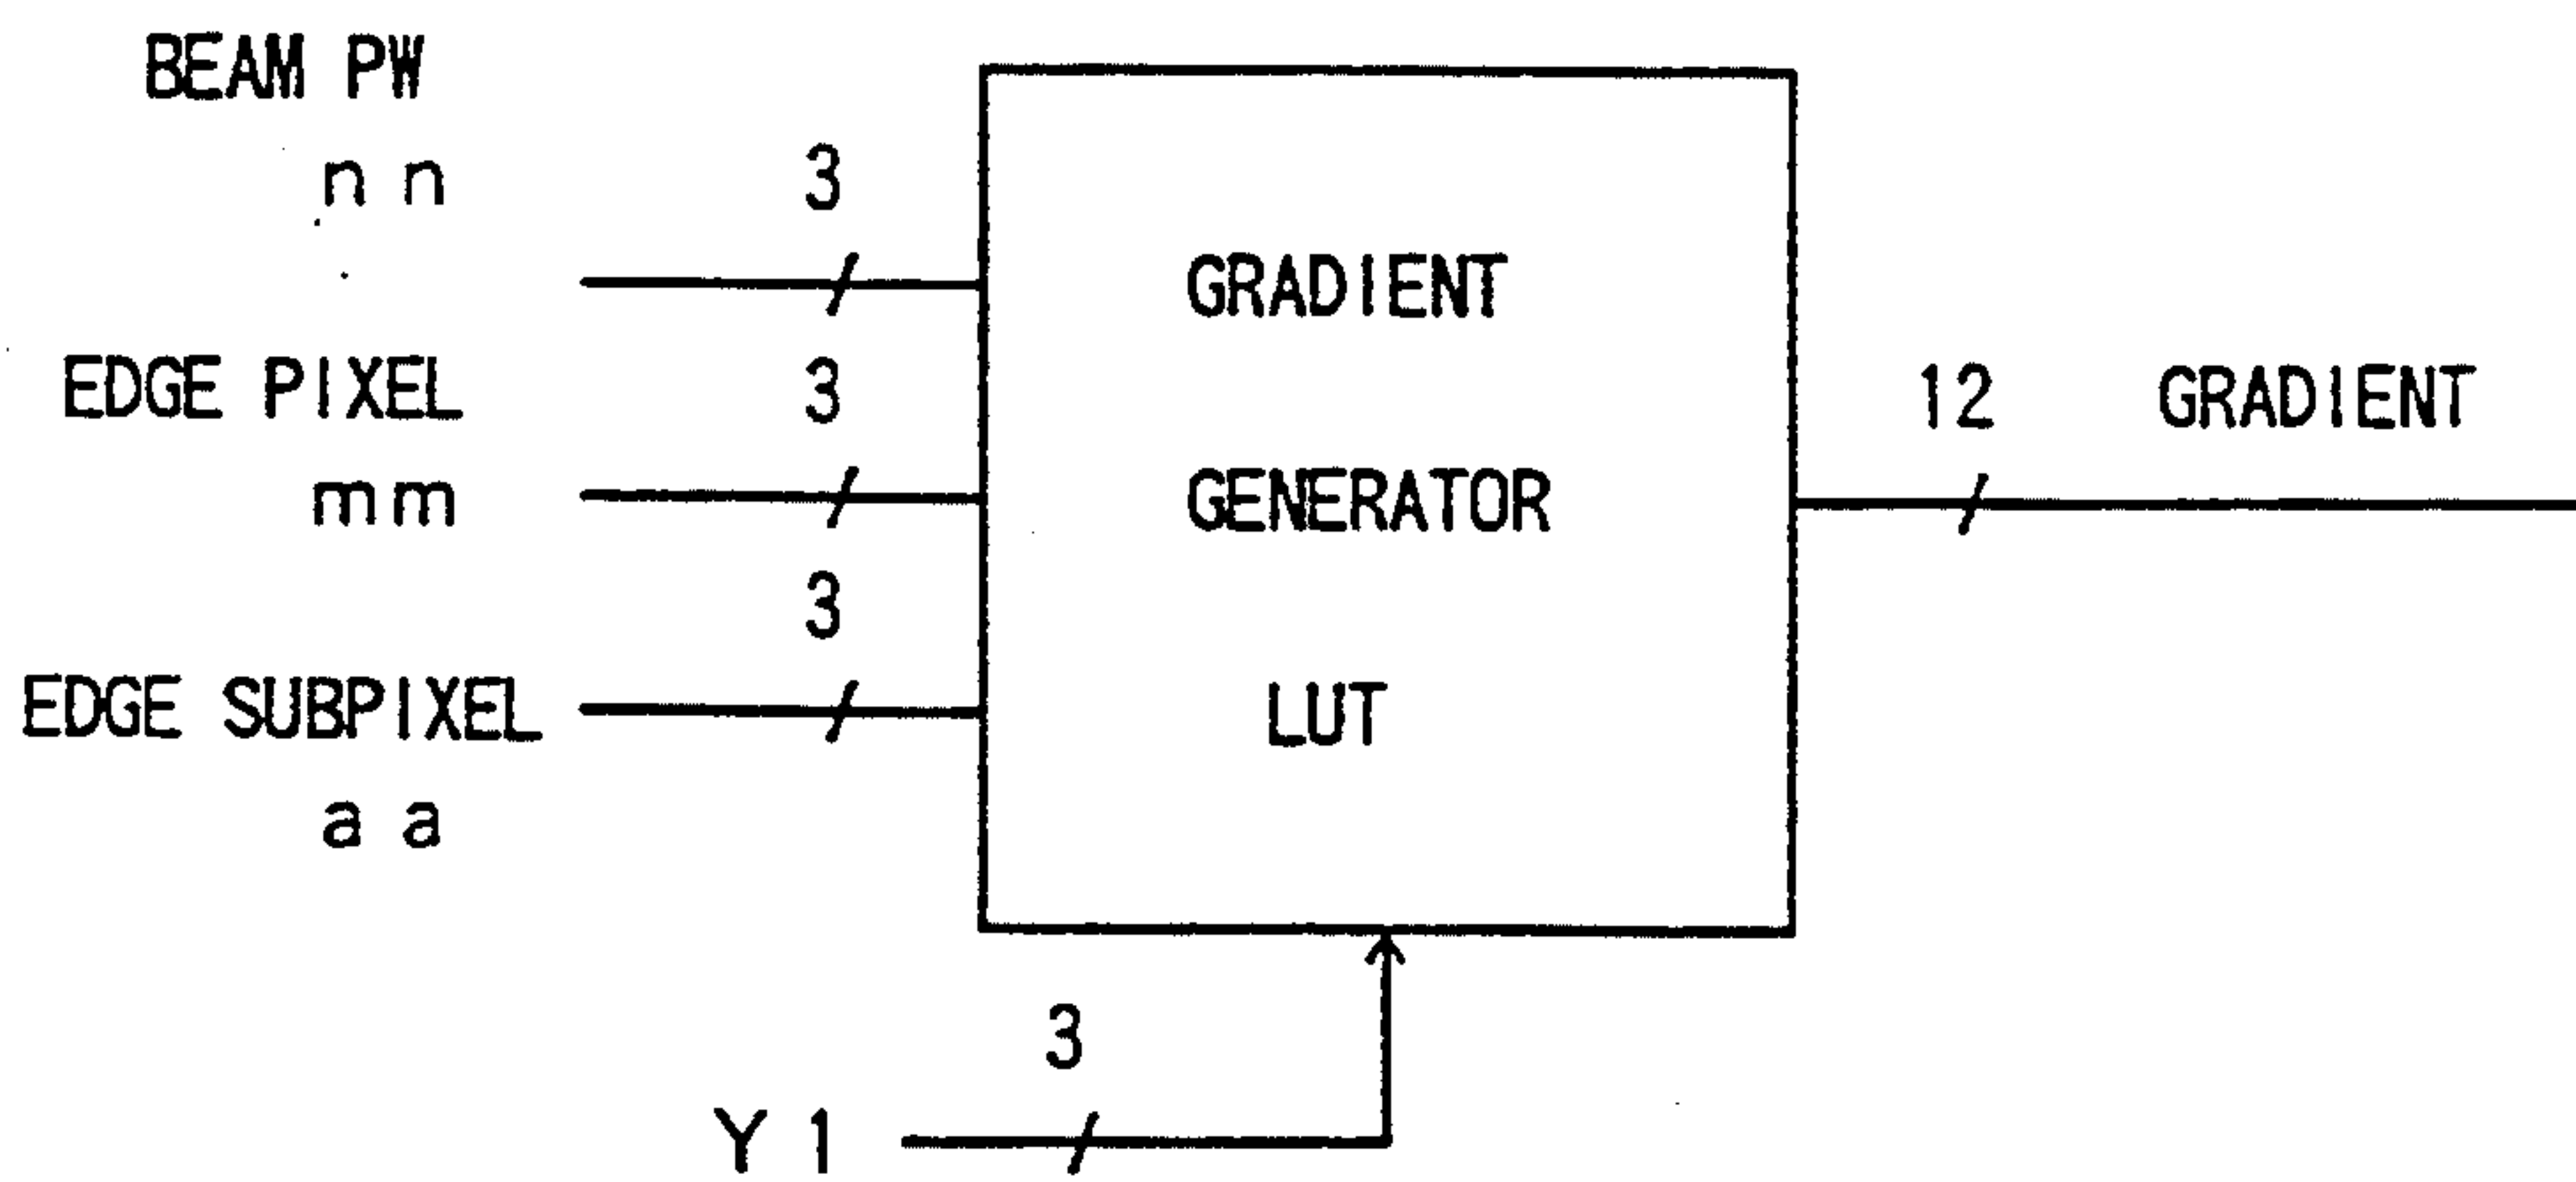 BEAM PW
n n
3
EDGE PIXEL
mm
3
EDGE SUBPIXEL
a a
3
GRADIENT
GENERATOR
LUT
12 GRADIENT
3
Y 1